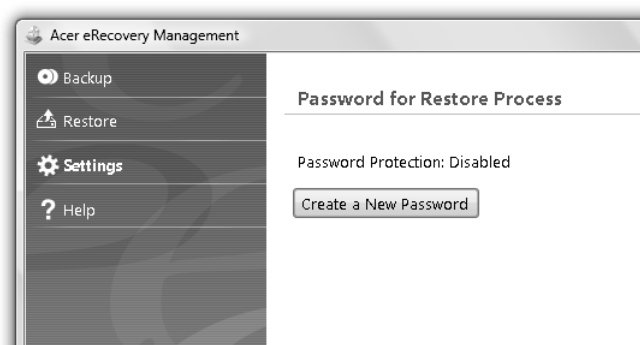 Acer eRecovery Management
Backup
Restore
Settings
? Help
Password for Restore Process
Password Protection: Disabled
Create a New Password